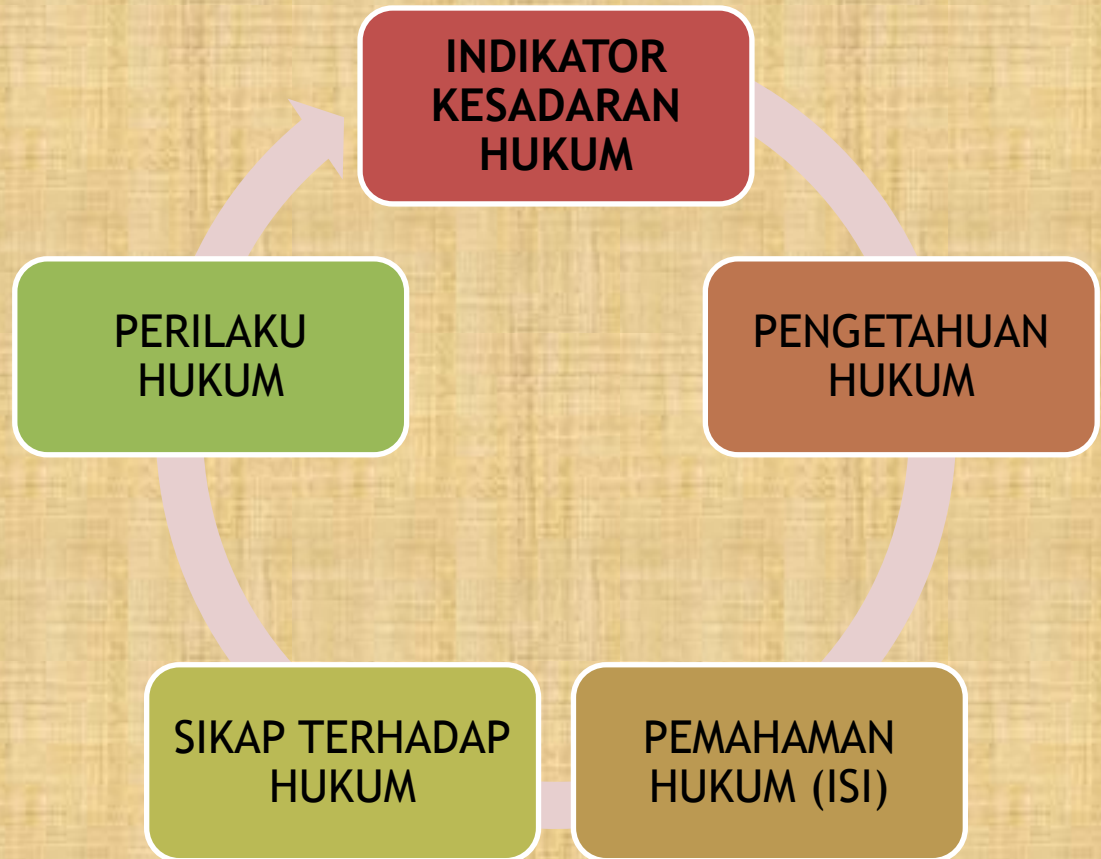 INDIKATOR
KESADARAN
HUKUM
PENGETAHUAN
HUKUM
PEMAHAMAN
HUKUM (ISI)
SIKAP TERHADAP
HUKUM
PERILAKU
HUKUM